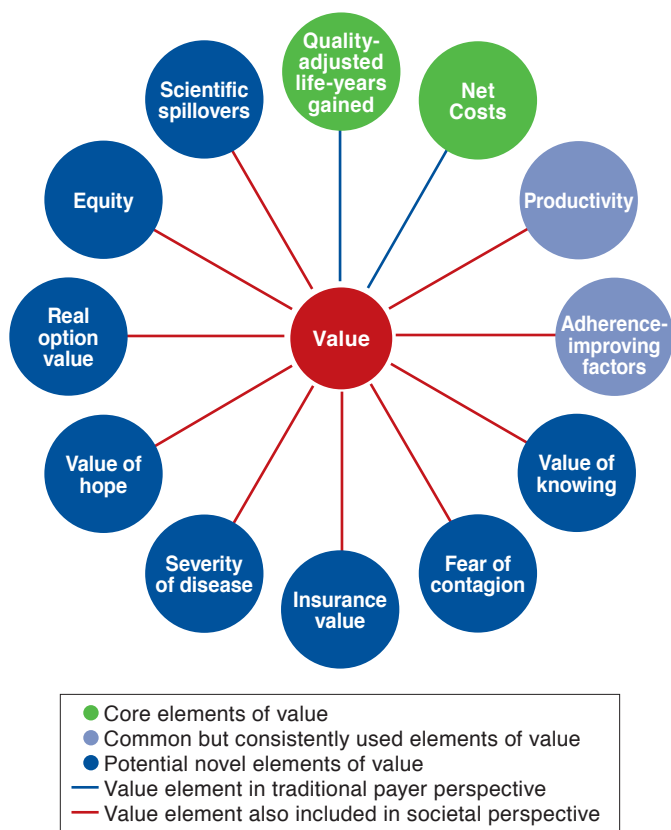 Quality-
adjusted
life-years
gained
Net
Costs
Productivity
Adherence-
improving
factors
Value of
knowing
Fear of
contagion
Insurance
value
Severity
of disease
Value of
hope
Real
option
value
Equity
Scientific
spillovers
Value
Core elements of value
Common but consistently used elements of value
Potential novel elements of value
Value element in traditional payer perspective
Value element also included in societal perspective